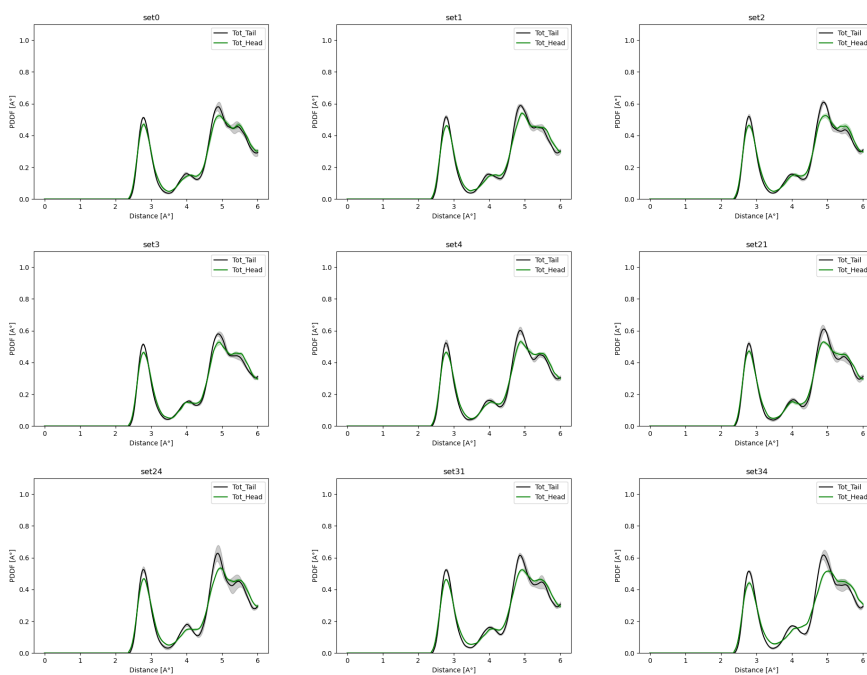 set0
set1
set2
Tot_Tail
Tot_Head
Tot_Tail
Tot_Head
Tot_Tail
Tot_Head
1.0
0.8
0.6
0.4
0.2
0.0
PDDF [A°]
1.0
0.8
0.6
0.4
0.2
0.0
PDDF [A°]
1.0
0.8
0.6
0.4
0.2
0.0
PDDF [A°]
0 1 2 3 4 5 6
0 1 2 3 4 5 6
0 1 2 3 4 5 6
Distance [A°]
Distance [A°]
Distance [A°]
set3
set4
set21
Tot_Tail
Tot_Head
Tot_Tail
Tot_Head
Tot_Tail
Tot_Head
1.0
0.8
0.6
0.4
0.2
0.0
PDDF [A°]
1.0
0.8
0.6
0.4
0.2
0.0
PDDF [A°]
1.0
0.8
0.6
0.4
0.2
0.0
PDDF [A°]
0 1 2 3 4 5 6
0 1 2 3 4 5 6
0 1 2 3 4 5 6
Distance [A°]
Distance [A°]
Distance [A°]
set24
set31
set34
Tot_Tail
Tot_Head
Tot_Tail
Tot_Head
Tot_Tail
Tot_Head
1.0
0.8
0.6
0.4
0.2
0.0
PDDF [A°]
1.0
0.8
0.6
0.4
0.2
0.0
PDDF [A°]
1.0
0.8
0.6
0.4
0.2
0.0
PDDF [A°]
0 1 2 3 4 5 6
0 1 2 3 4 5 6
0 1 2 3 4 5 6
Distance [A°]
Distance [A°]
Distance [A°]